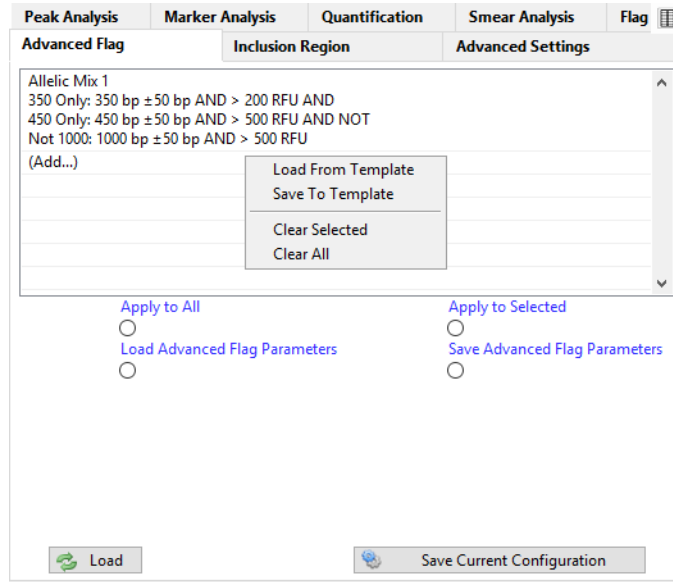 Peak Analysis Marker Analysis Quantification Smear Analysis Flag
Advanced Flag Inclusion Region Advanced Settings
Allelic Mix 1
350 Only: 350 bp ±50 bp AND > 200 RFU AND
450 Only: 450 bp ±50 bp AND > 500 RFU AND NOT
Not 1000: 1000 bp ±50 bp AND > 500 RFU
(Add...)
Load From Template
Save To Template
Clear Selected
Clear All
Apply to All Apply to Selected
Load Advanced Flag Parameters Save Advanced Flag Parameters
Load Save Current Configuration